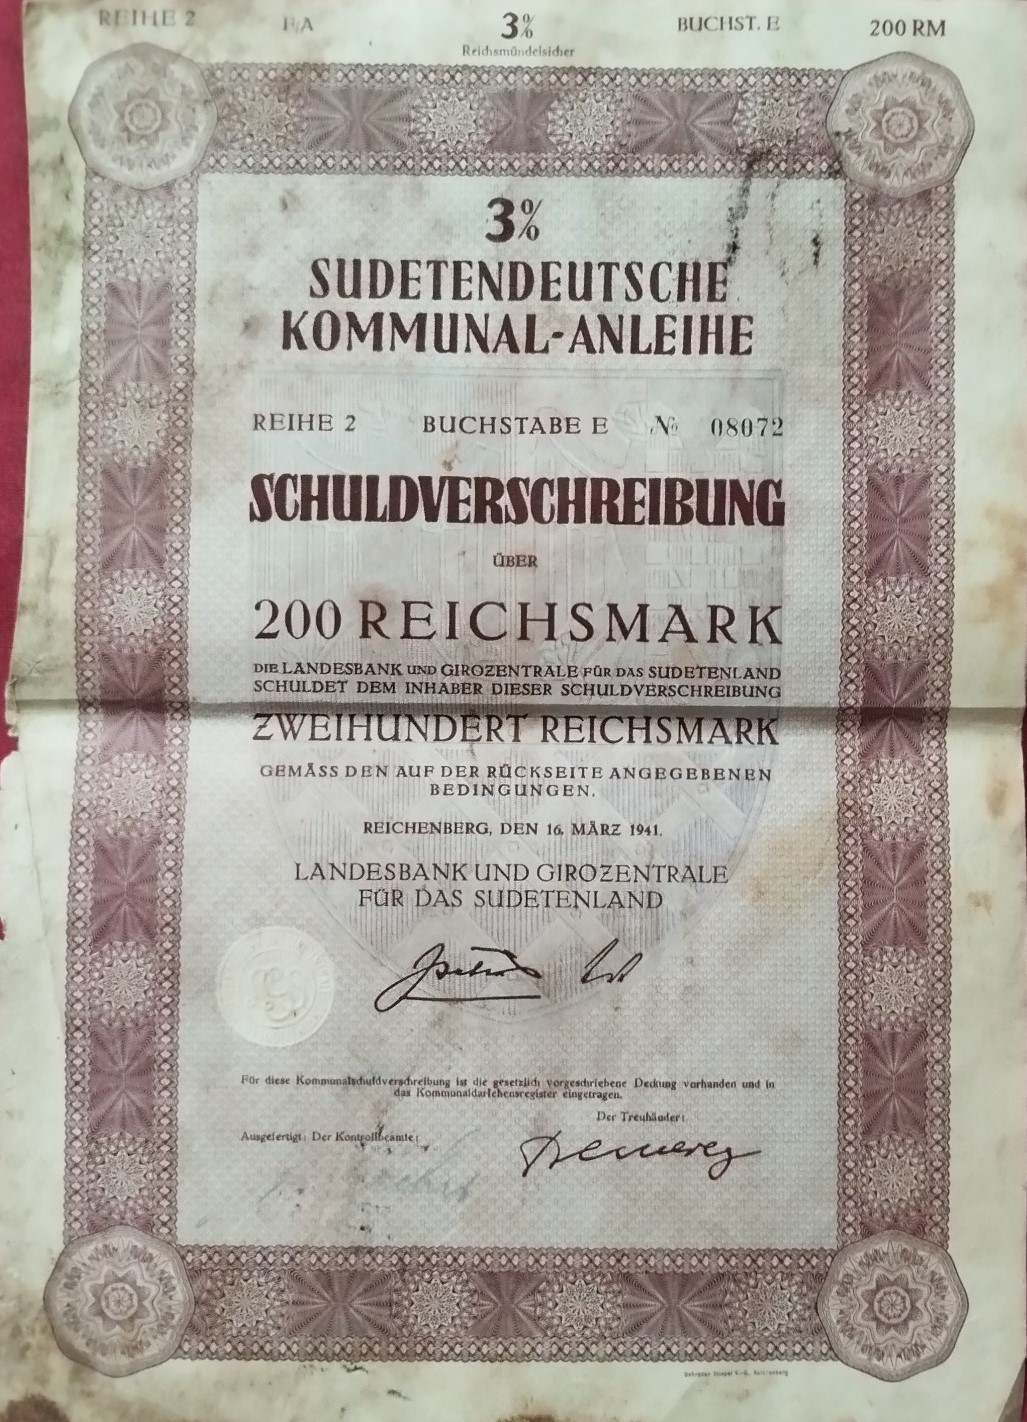 REIHE 2 F/A 3% BUCHST. E 200 RM
Reichsmündelsicher
3%
SUDETENDEUTSCHE
KOMMUNAL-ANLEIHE
REIHE 2 BUCHSTABE E № 08072
SCHULDVERSCHREIBUNG
ÜBER
200 REICHSMARK
DIE LANDESBANK UND GIROZENTRALE FÜR DAS SUDETENLAND
SCHULDET DEM INHABER DIESER SCHULDVERSCHREIBUNG
ZWEIHUNDERT REICHSMARK
GEMÄSS DEN AUF DER RÜCKSEITE ANGEGEBENEN
BEDINGUNGEN.
REICHENBERG, DEN 16. MÄRZ 1941.
LANDESBANK UND GIROZENTRALE
FÜR DAS SUDETENLAND
Für diese Kommunalschuldverschreibung ist die gesetzlich vorgeschriebene Deckung vorhanden und in
das Kommunaldarlehensregister eingetragen.
Der Treuhänder:
Ausgefertigt: Der Kontrollbeamte:
Reichenberg